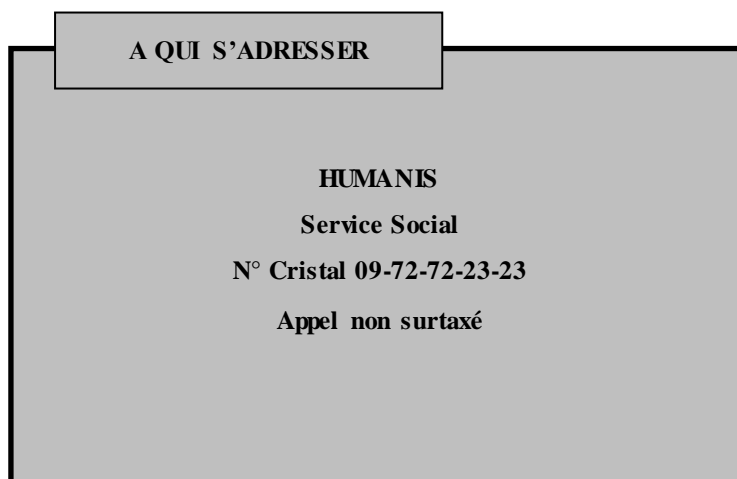 A QUI S’ADRESSER
HUMANIS
Service Social
N° Cristal 09-72-72-23-23
Appel non surtaxé